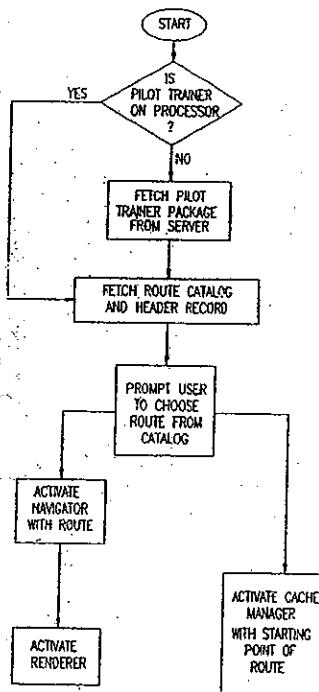 START
IS
PILOT TRAINER
ON PROCESSOR
?
YES
NO
FETCH PILOT
TRAINER PACKAGE
FROM SERVER
FETCH ROUTE CATALOG
AND HEADER RECORD
PROMPT USER
TO CHOOSE
ROUTE FROM
CATALOG
ACTIVATE
NAVIGATOR
WITH ROUTE
ACTIVATE
RENDERER
ACTIVATE CACHE
MANAGER
WITH STARTING
POINT OF
ROUTE